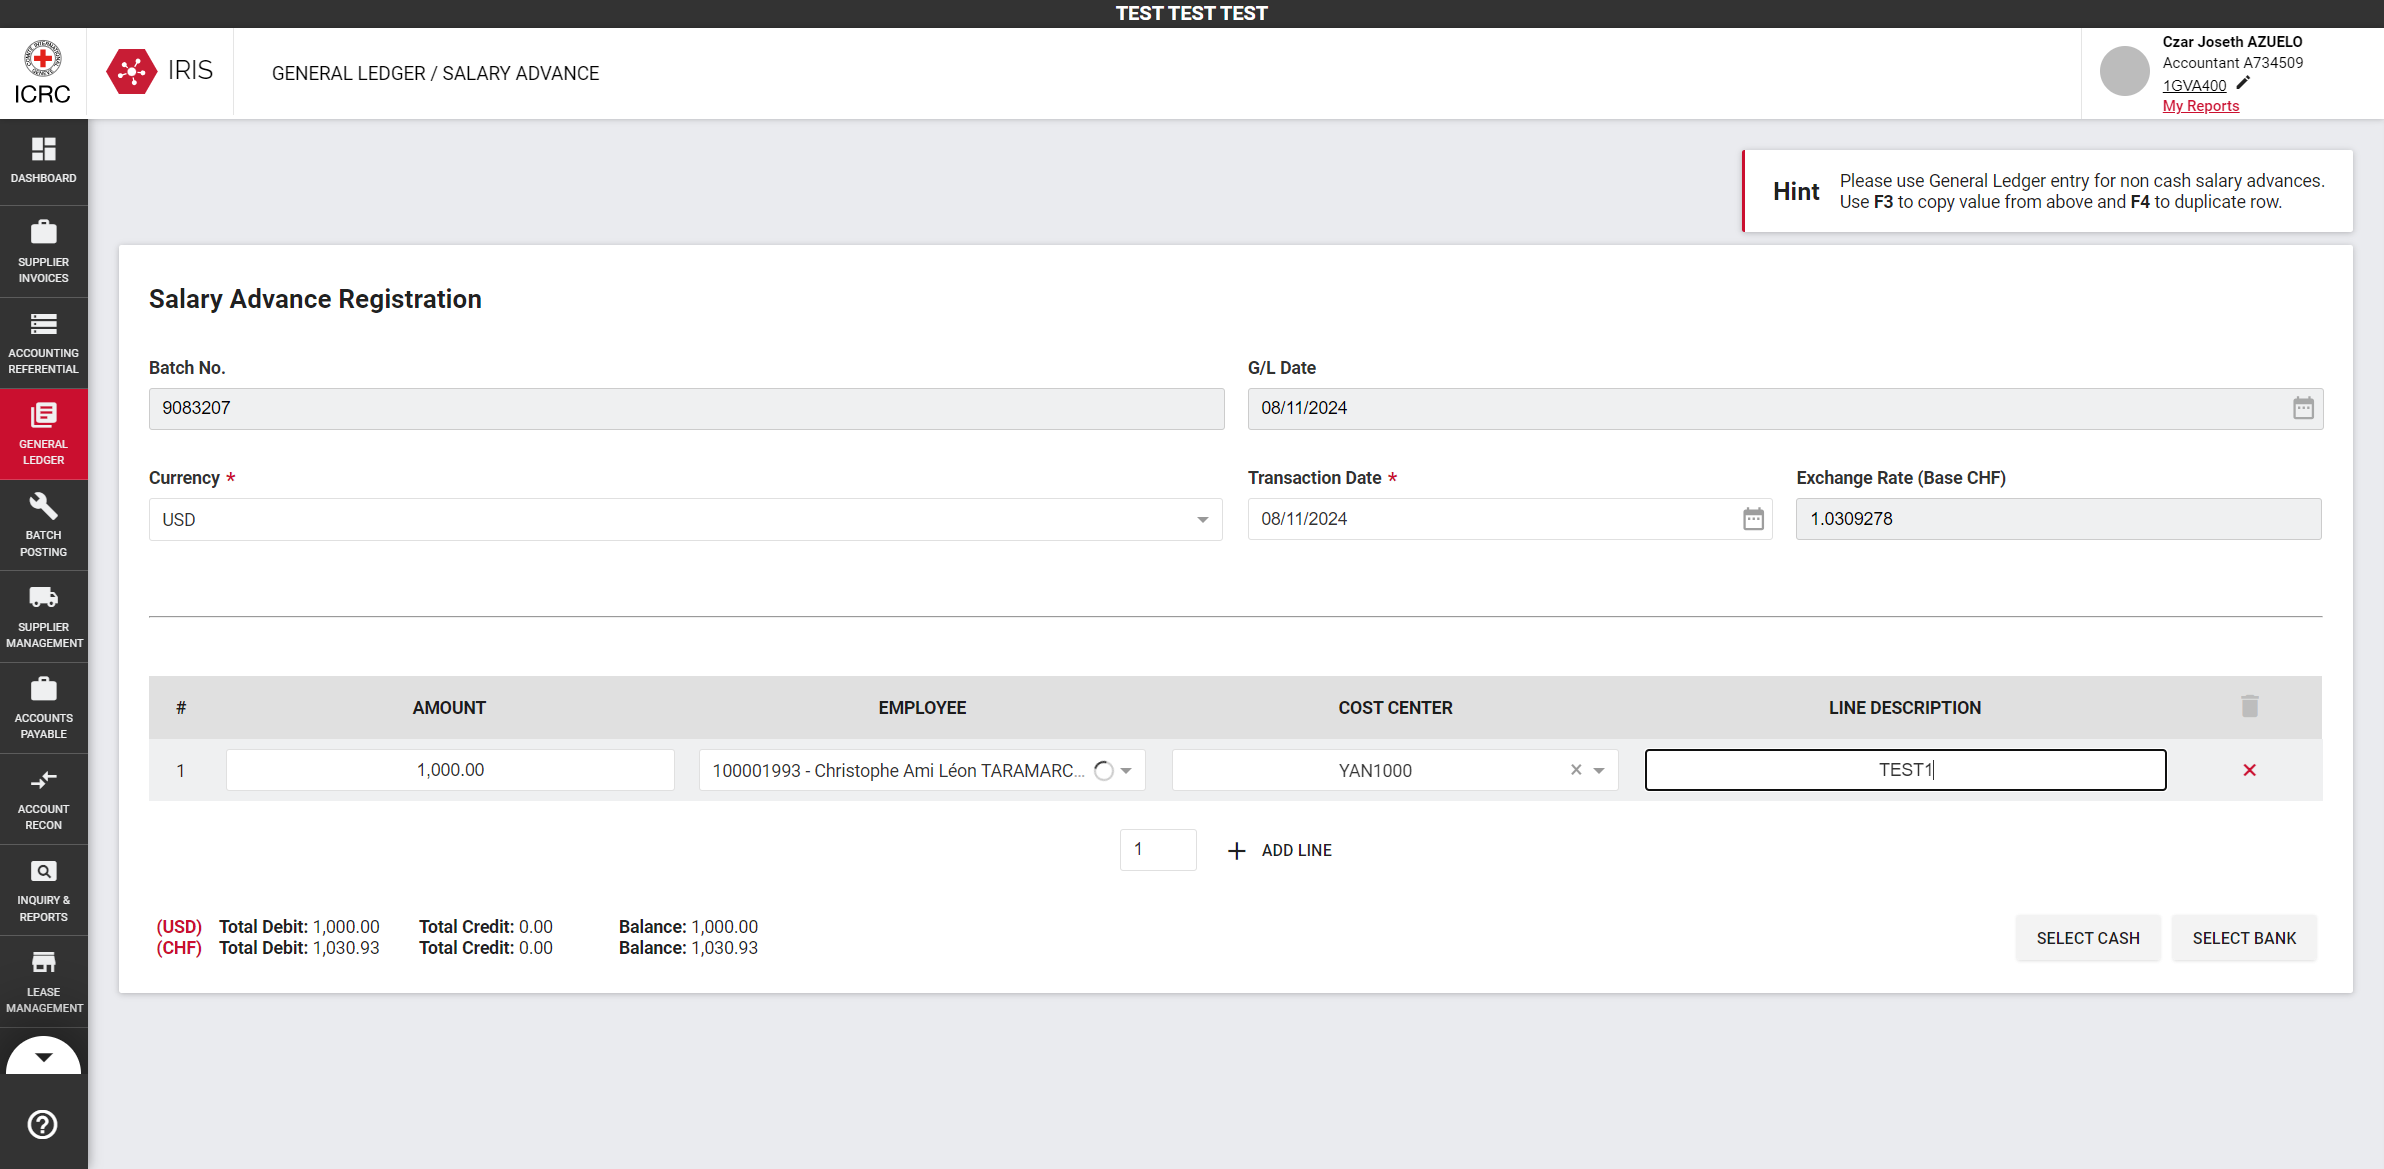 TEST TEST TEST
ICRC
IRIS
GENERAL LEDGER / SALARY ADVANCE
Czar Joseth AZUELO
Accountant A734509
1GVA400
My Reports
DASHBOARD
SUPPLIER
INVOICES
ACCOUNTING
REFERENTIAL
GENERAL
LEDGER
BATCH
POSTING
SUPPLIER
MANAGEMENT
ACCOUNTS
PAYABLE
ACCOUNT
RECON
INQUIRY &
REPORTS
LEASE
MANAGEMENT
Hint
Please use General Ledger entry for non cash salary advances.
Use F3 to copy value from above and F4 to duplicate row.
Salary Advance Registration
Batch No.
G/L Date
9083207
08/11/2024
Currency *
Transaction Date *
Exchange Rate (Base CHF)
USD
08/11/2024
1.0309278
# AMOUNT EMPLOYEE COST CENTER LINE DESCRIPTION
1 1,000.00 100001993 - Christophe Ami Léon TARAMARC... YAN1000 × TEST1
1 + ADD LINE
(USD) Total Debit: 1,000.00 Total Credit: 0.00 Balance: 1,000.00
(CHF) Total Debit: 1,030.93 Total Credit: 0.00 Balance: 1,030.93
SELECT CASH
SELECT BANK